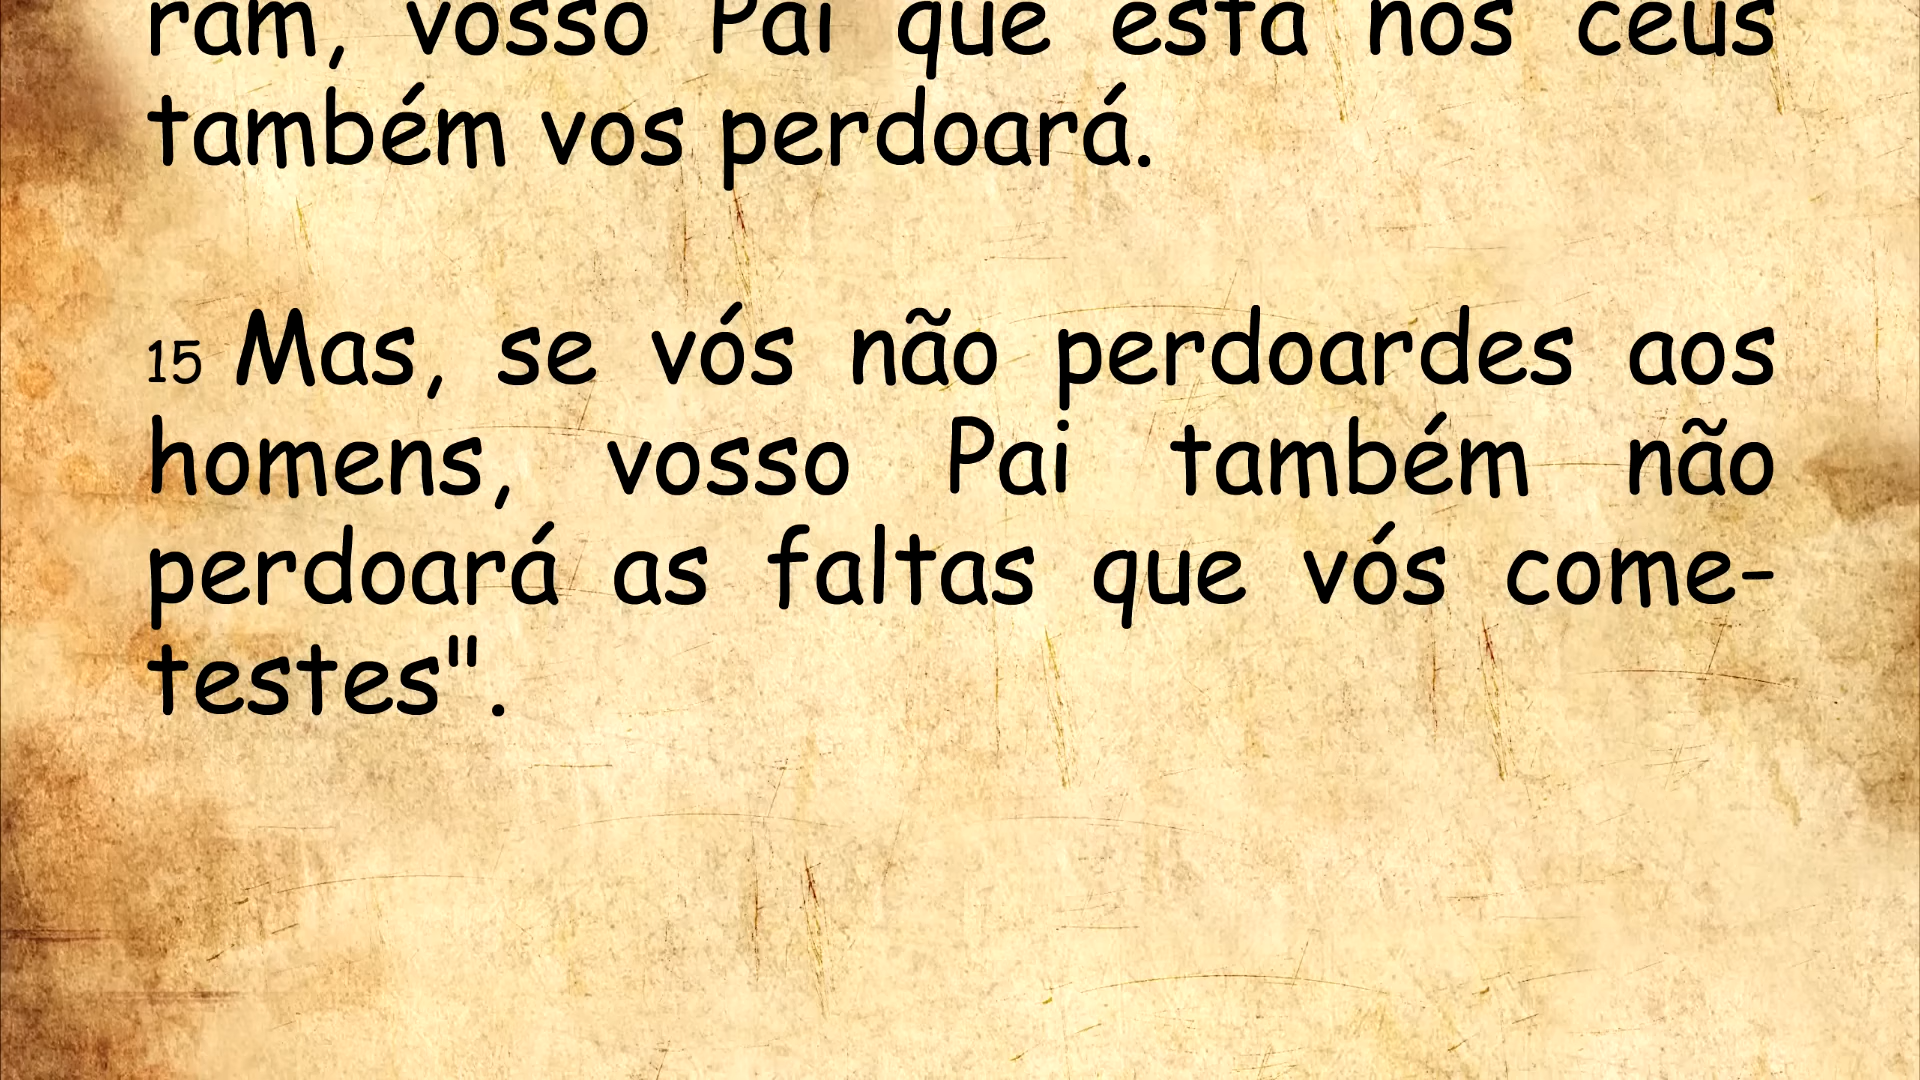 ram, vosso Pai que está nos céus
também vos perdoará.
15 Mas, se vós não perdoardes aos
homens, vosso Pai também não
perdoará as faltas que vós come-
testes".